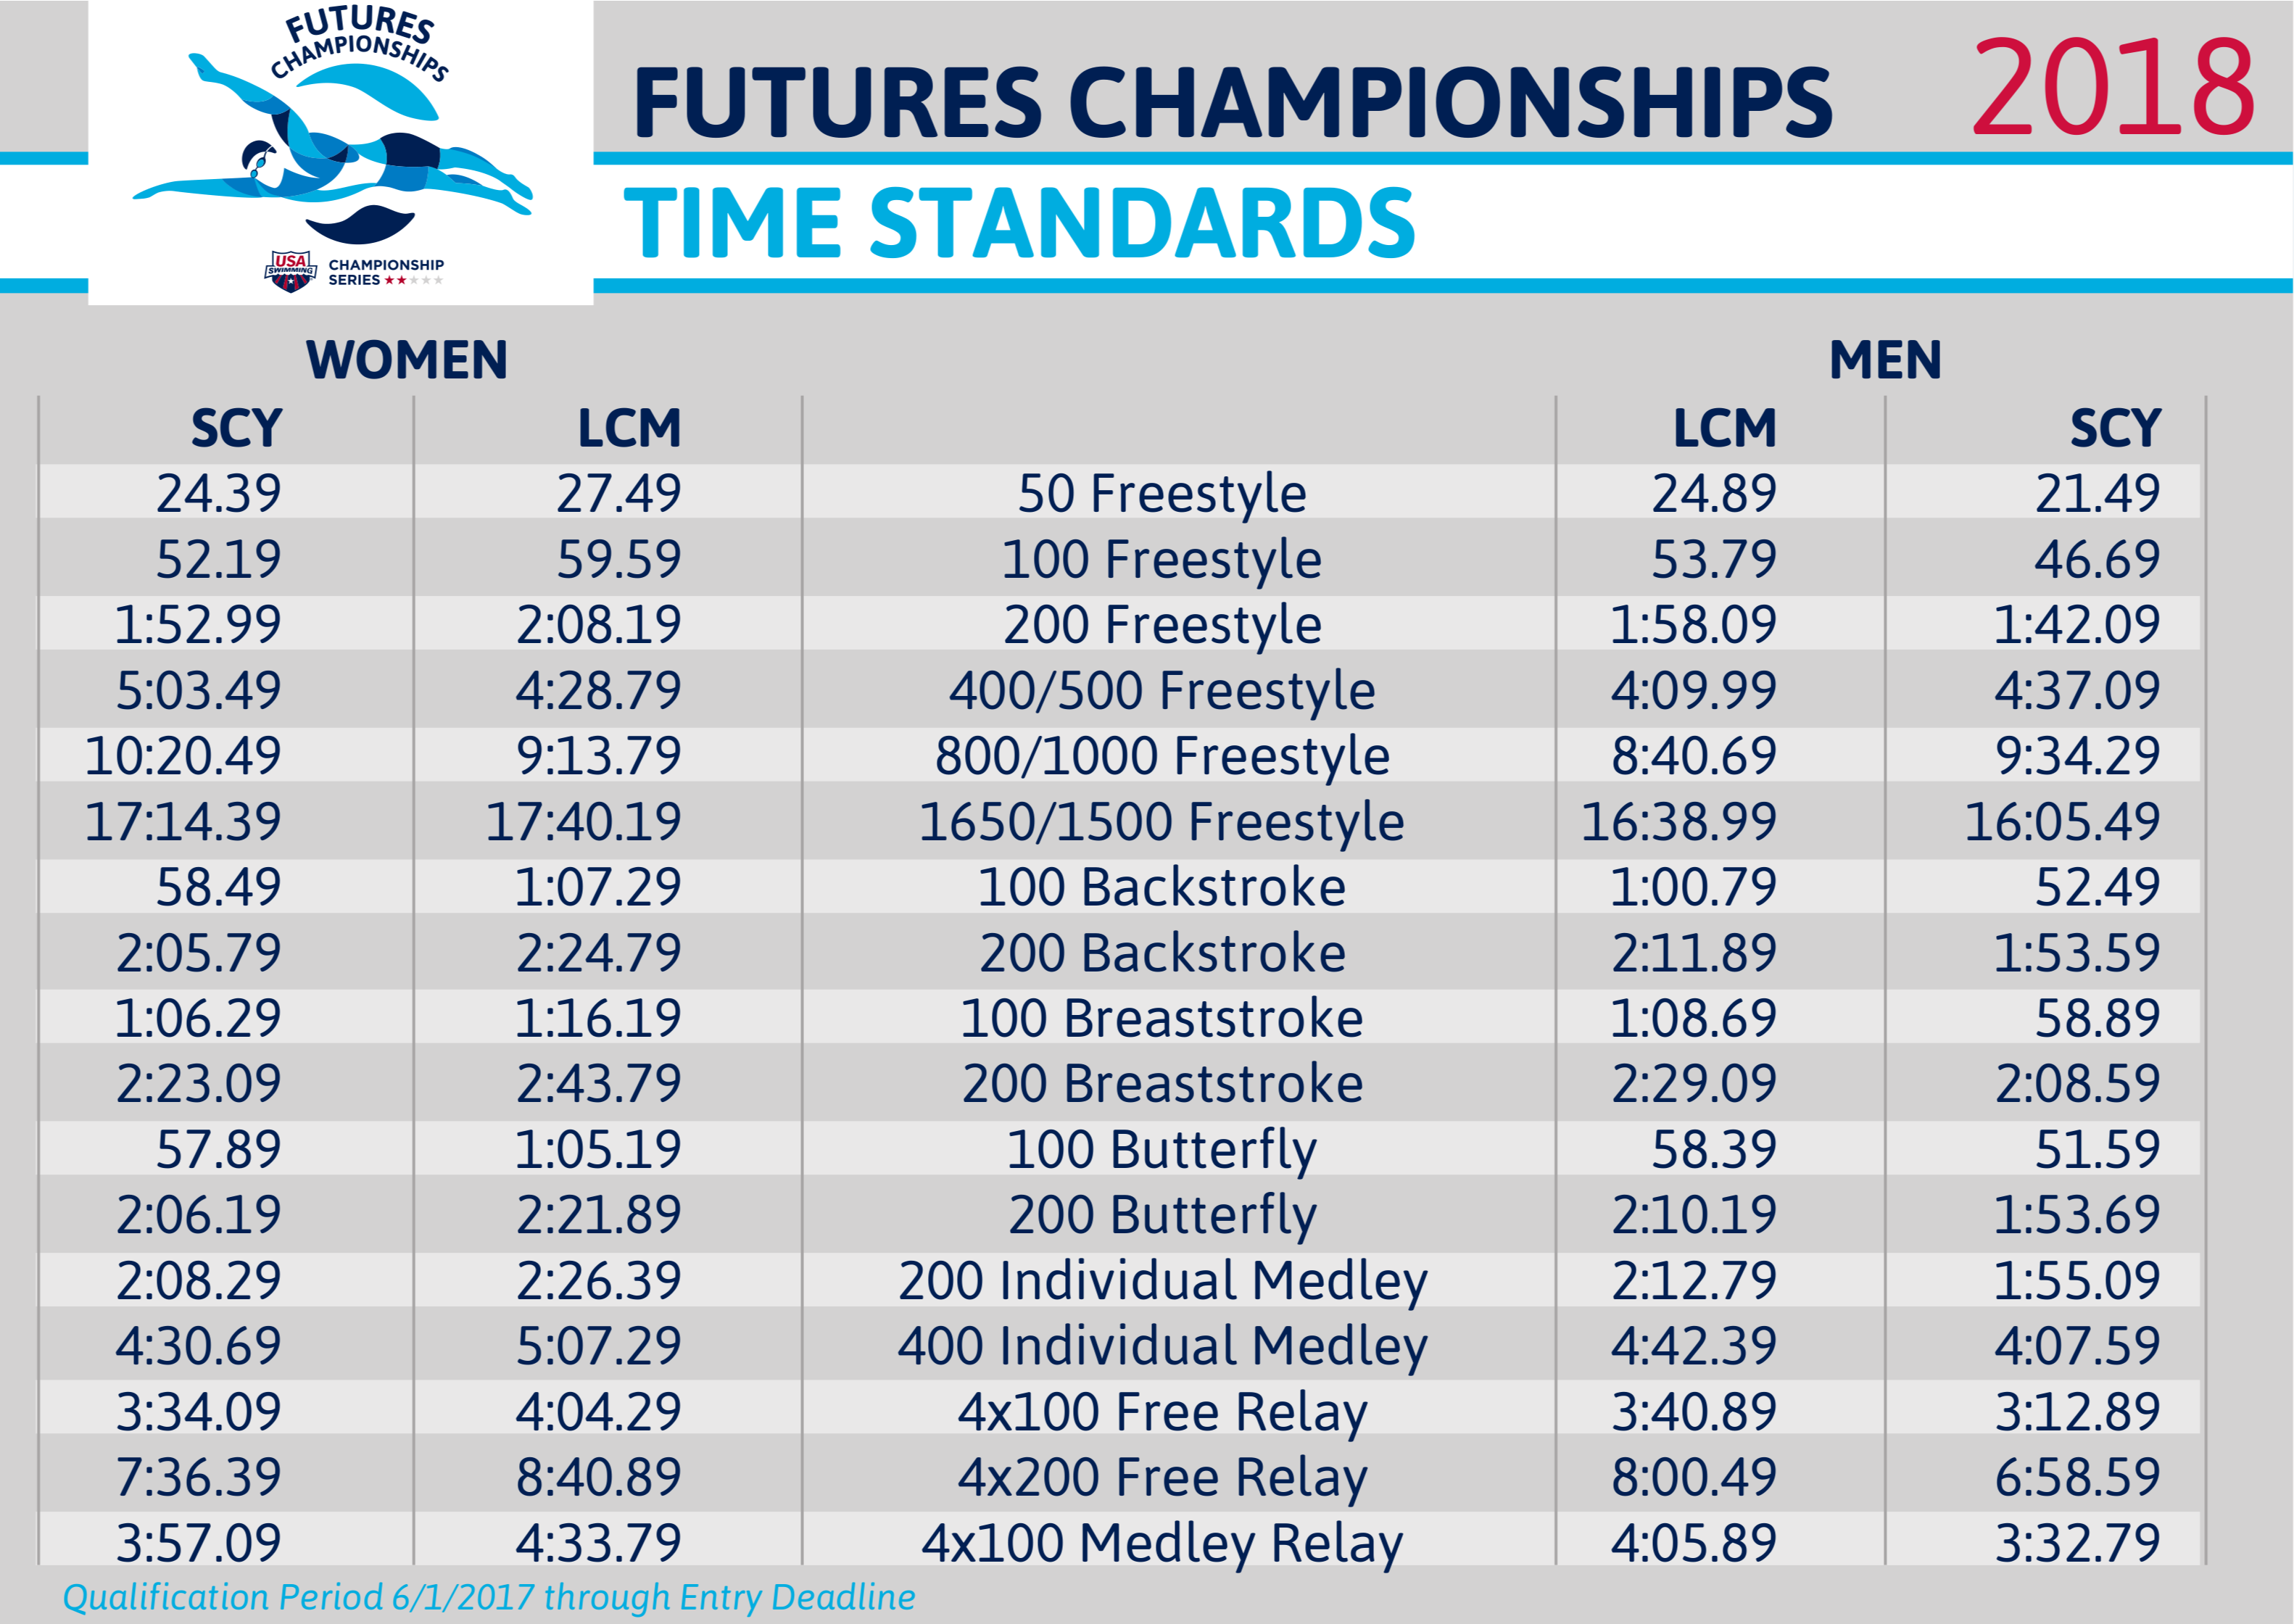 FUTURES
CHAMPIONSHIPS
USA
SWIMMING
CHAMPIONSHIP
SERIES
FUTURES CHAMPIONSHIPS 2018
TIME STANDARDS
WOMEN MEN
SCY LCM LCM SCY
24.39 27.49 50 Freestyle 24.89 21.49
52.19 59.59 100 Freestyle 53.79 46.69
1:52.99 2:08.19 200 Freestyle 1:58.09 1:42.09
5:03.49 4:28.79 400/500 Freestyle 4:09.99 4:37.09
10:20.49 9:13.79 800/1000 Freestyle 8:40.69 9:34.29
17:14.39 17:40.19 1650/1500 Freestyle 16:38.99 16:05.49
58.49 1:07.29 100 Backstroke 1:00.79 52.49
2:05.79 2:24.79 200 Backstroke 2:11.89 1:53.59
1:06.29 1:16.19 100 Breaststroke 1:08.69 58.89
2:23.09 2:43.79 200 Breaststroke 2:29.09 2:08.59
57.89 1:05.19 100 Butterfly 58.39 51.59
2:06.19 2:21.89 200 Butterfly 2:10.19 1:53.69
2:08.29 2:26.39 200 Individual Medley 2:12.79 1:55.09
4:30.69 5:07.29 400 Individual Medley 4:42.39 4:07.59
3:34.09 4:04.29 4x100 Free Relay 3:40.89 3:12.89
7:36.39 8:40.89 4x200 Free Relay 8:00.49 6:58.59
3:57.09 4:33.79 4x100 Medley Relay 4:05.89 3:32.79
Qualification Period 6/1/2017 through Entry Deadline